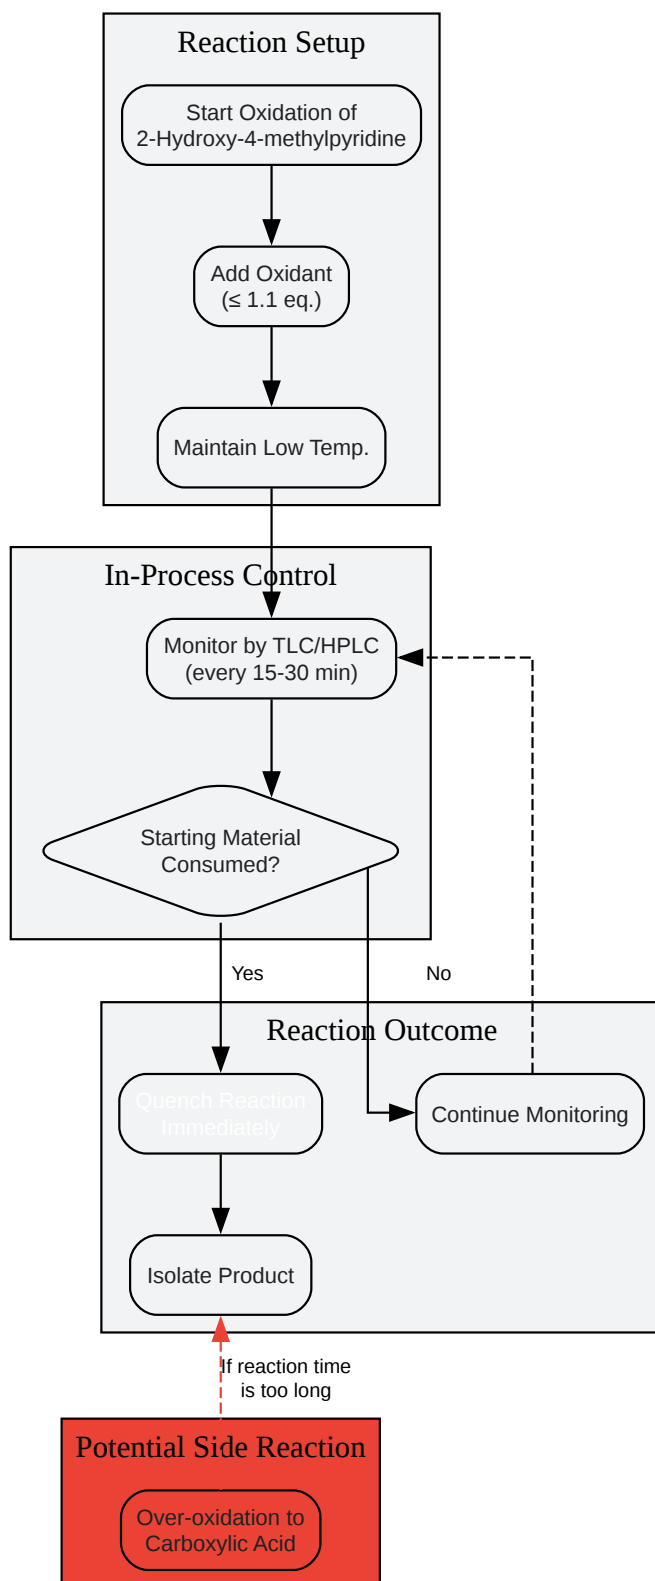 Reaction Setup
Start Oxidation of
2-Hydroxy-4-methylpyridine
Add Oxidant
(≤ 1.1 eq.)
Maintain Low Temp.
In-Process Control
Monitor by TLC/HPLC
(every 15-30 min)
Starting Material
Consumed?
Yes
No
Reaction Outcome
Quench Reaction
Immediately
Continue Monitoring
Isolate Product
If reaction time
is too long
Potential Side Reaction
Over-oxidation to
Carboxylic Acid